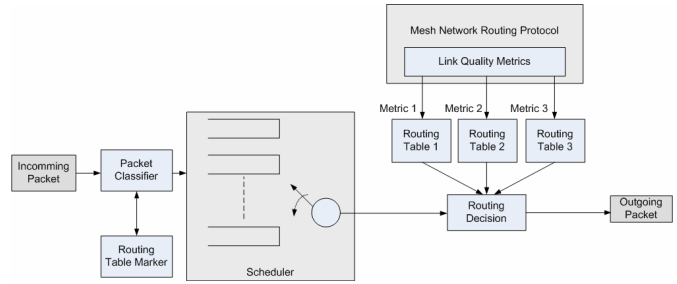 Mesh Network Routing Protocol
Link Quality Metrics
Metric 1
Metric 2
Metric 3
Routing
Table 1
Routing
Table 2
Routing
Table 3
Incomming
Packet
Packet
Classifier
Routing
Table Marker
Scheduler
Routing
Decision
Outgoing
Packet